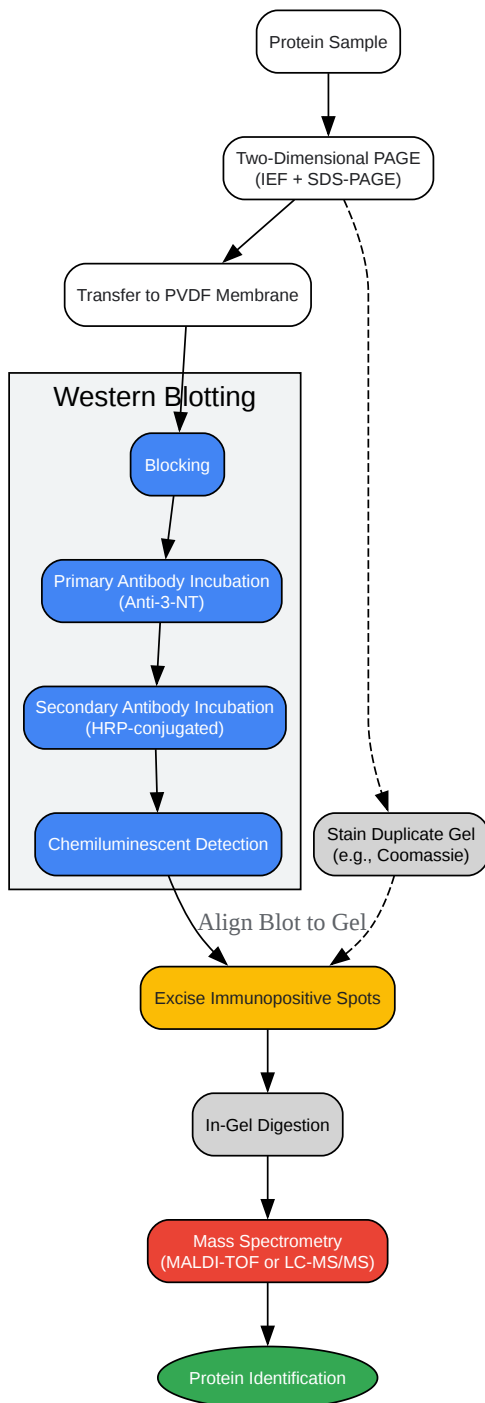 Protein Sample
Two-Dimensional PAGE
(IEF + SDS-PAGE)
Transfer to PVDF Membrane
Western Blotting
Blocking
Primary Antibody Incubation
(Anti-3-NT)
Secondary Antibody Incubation
(HRP-conjugated)
Chemiluminescent Detection
Stain Duplicate Gel
(e.g., Coomassie)
Align Blot to Gel
Excise Immunopositive Spots
In-Gel Digestion
Mass Spectrometry
(MALDI-TOF or LC-MS/MS)
Protein Identification